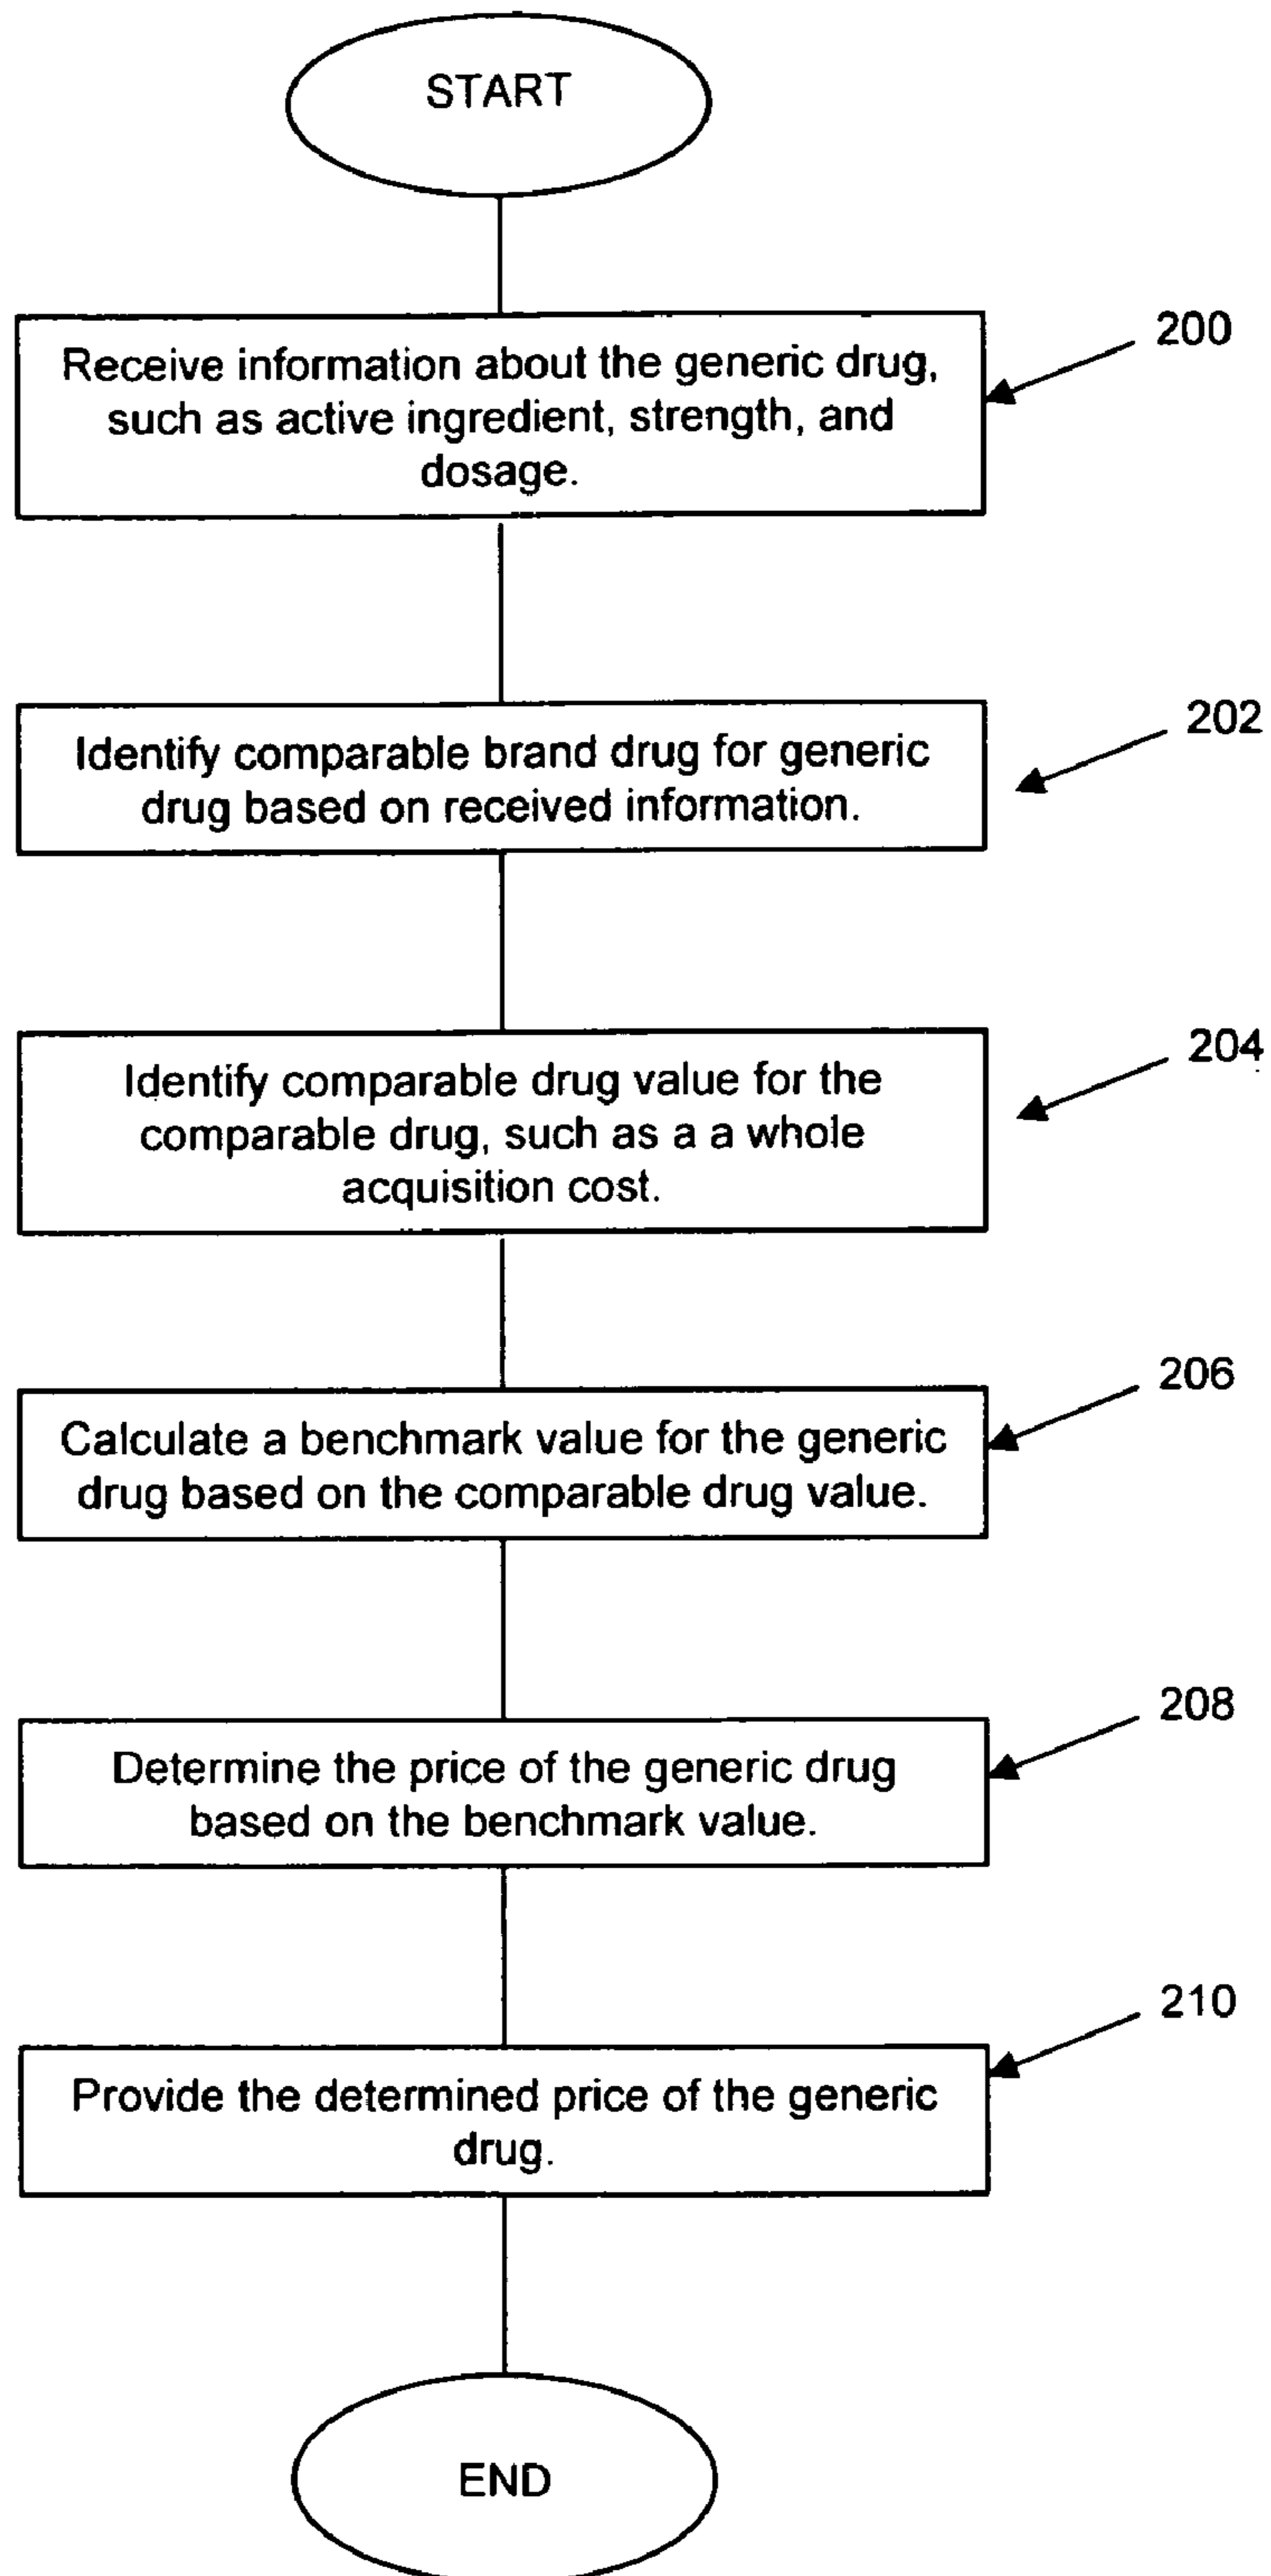 START
200
Receive information about the generic drug,
such as active ingredient, strength, and
dosage.
202
Identify comparable brand drug for generic
drug based on received information.
204
Identify comparable drug value for the
comparable drug, such as a a whole
acquisition cost.
206
Calculate a benchmark value for the generic
drug based on the comparable drug value.
208
Determine the price of the generic drug
based on the benchmark value.
210
Provide the determined price of the generic
drug.
END